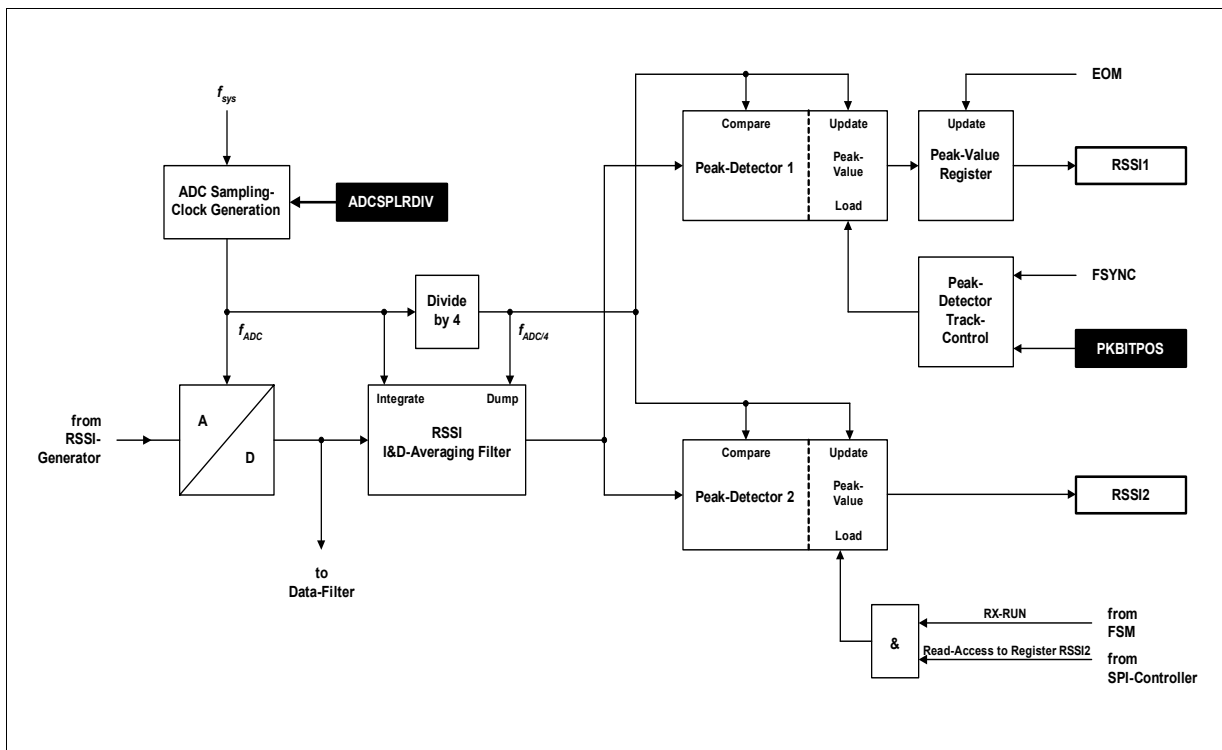 EOM
f_sys
Compare
Update
Update
Peak-Detector 1
Peak-
Value
Peak-Value
Register
RSSI1
Load
ADC Sampling-
Clock Generation
ADCSPLRDIV
Divide
by 4
Peak-
Detector
Track-
Control
FSYNC
PKBITPOS
f_ADC
f_ADC/4
from
RSSI-
Generator
A
D
Integrate
Dump
RSSI
I&D-Averaging Filter
Compare
Update
Peak-Detector 2
Peak-
Value
RSSI2
Load
to
Data-Filter
&
RX-RUN
from
FSM
Read-Access to Register RSSI2
from
SPI-Controller